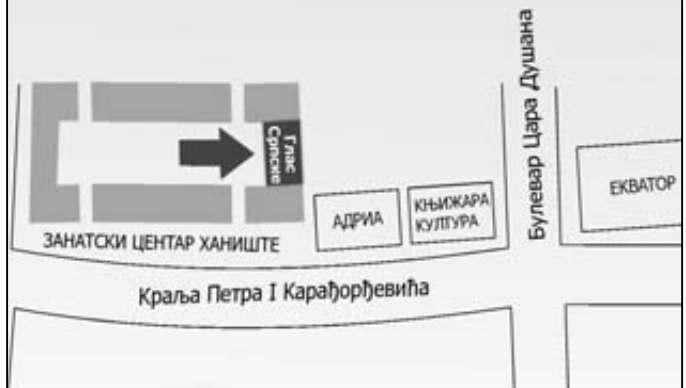 Булевар Цара Душана
Глас
Српске
ЕКВАТОР
КЊИЖАРА
КУЛТУРА
АДРИА
ЗАНАТСКИ ЦЕНТАР ХАНИШТЕ
Краља Петра I Карађорђевића